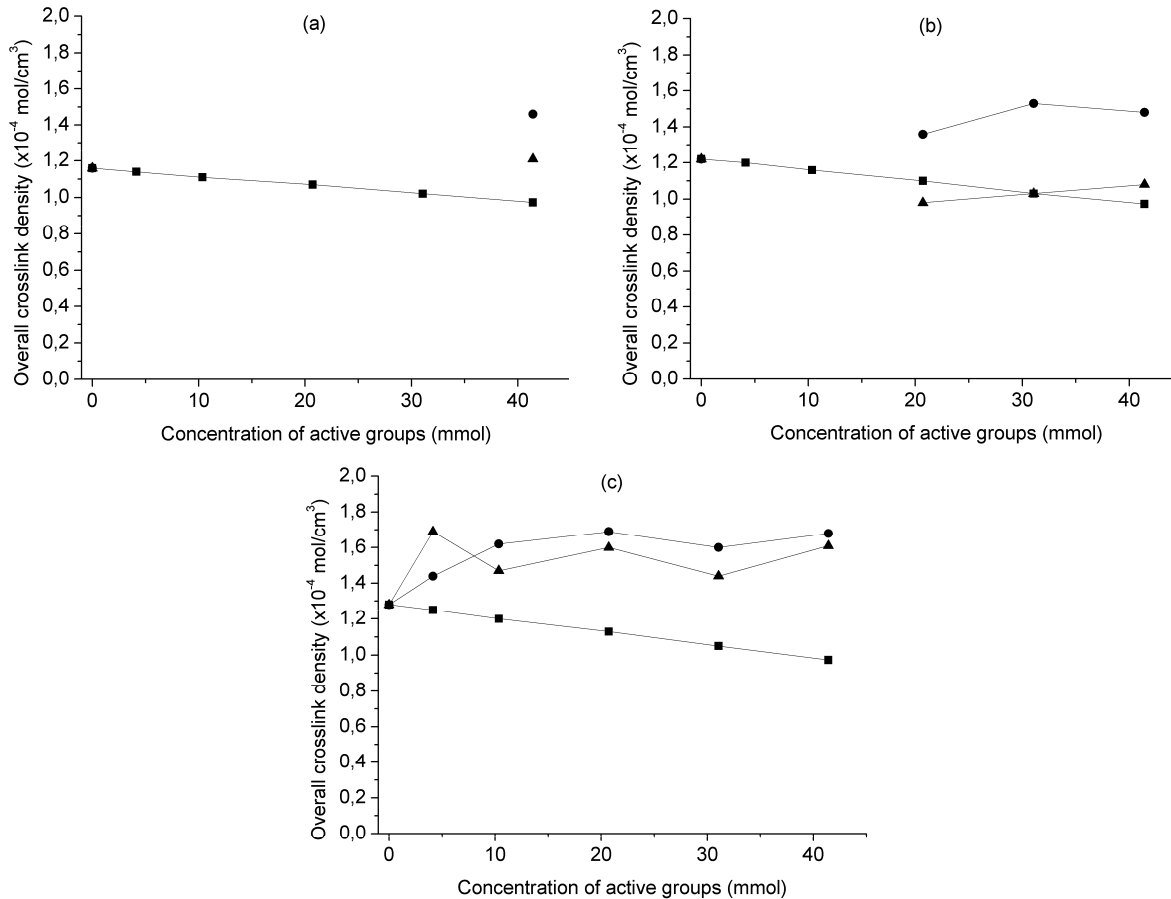 (a)
Overall crosslink density (x10⁻⁴ mol/cm³)
2,0
1,8
1,6
1,4
1,2
1,0
0,8
0,6
0,4
0,2
0,0
0 10 20 30 40
Concentration of active groups (mmol)
(b)
Overall crosslink density (x10⁻⁴ mol/cm³)
2,0
1,8
1,6
1,4
1,2
1,0
0,8
0,6
0,4
0,2
0,0
0 10 20 30 40
Concentration of active groups (mmol)
(c)
Overall crosslink density (x10⁻⁴ mol/cm³)
2,0
1,8
1,6
1,4
1,2
1,0
0,8
0,6
0,4
0,2
0,0
0 10 20 30 40
Concentration of active groups (mmol)